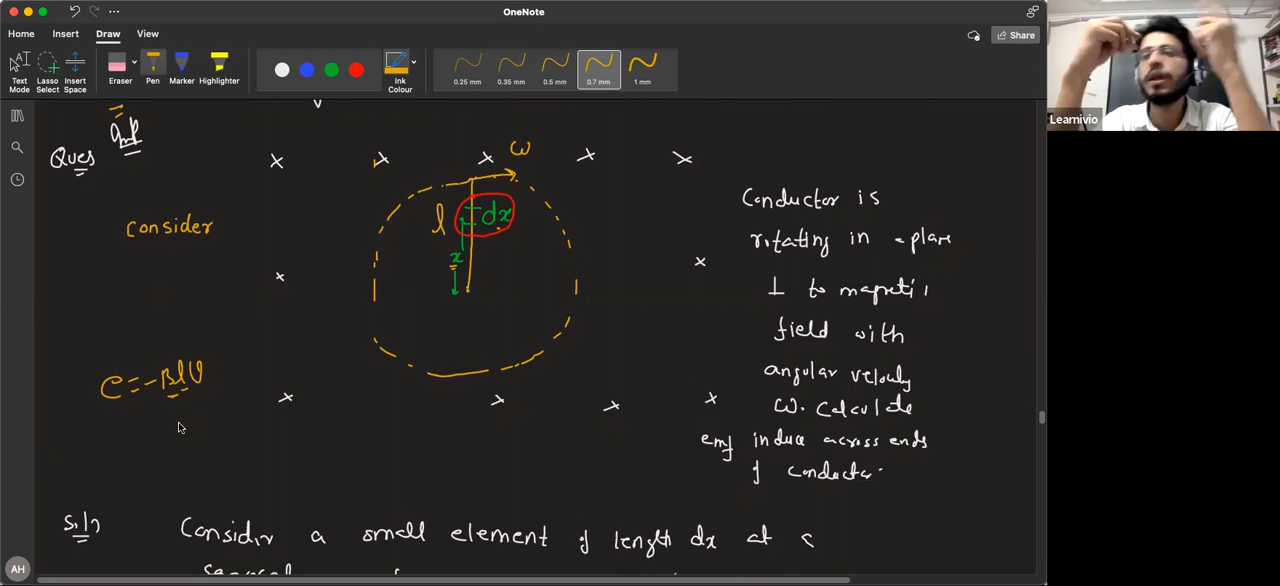 OneNote
Home Insert Draw View
Share
Text Mode
Lasso Select
Insert Space
Eraser
Pen
Marker
Highlighter
Ink Colour
0.25 mm
0.35 mm
0.5 mm
0.7 mm
1 mm
Learnivio
Imp
Ques
ω
l dx
x
consider
e = -Blv
Conductor is
rotating in a plane
⊥ to magneti
field with
angular velocity
ω. Calculate
emf induce across ends
of conductor.
Soln
Consider a small element of length dx at a
AH